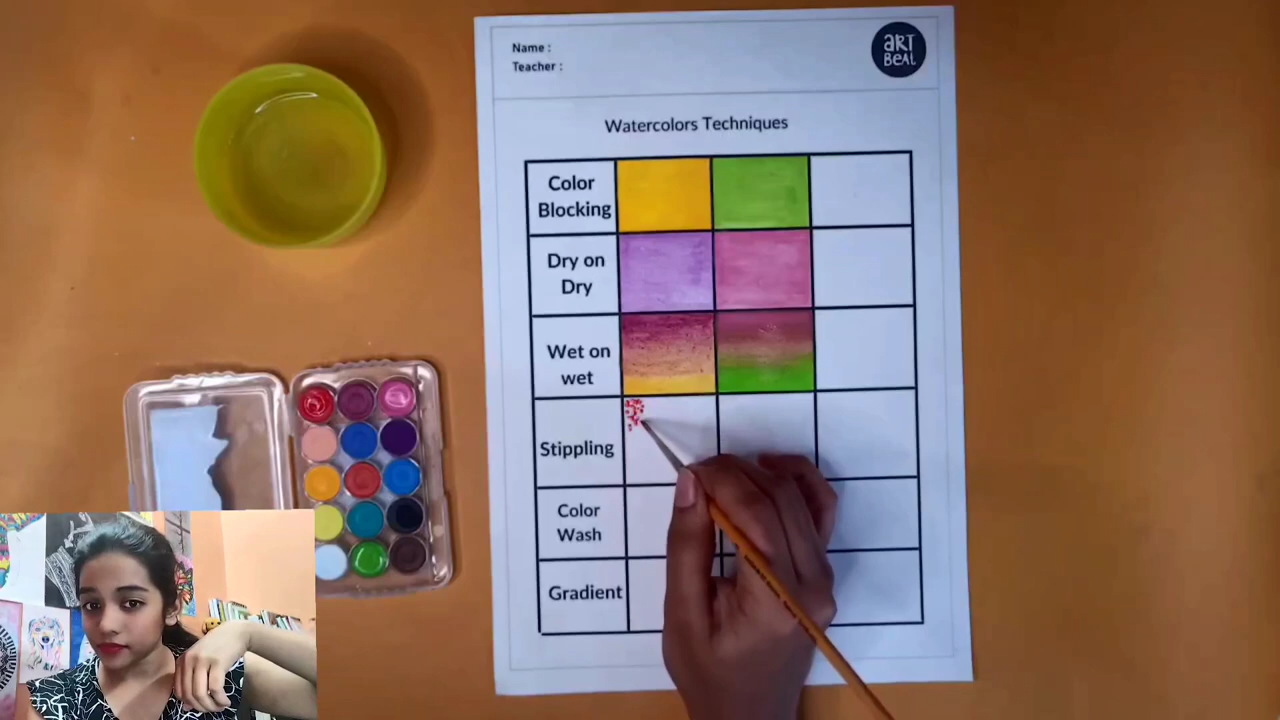 Name :
Teacher :
ART
BEAt
Watercolors Techniques
Color
Blocking
Dry on
Dry
Wet on
wet
Stippling
Color
Wash
Gradient